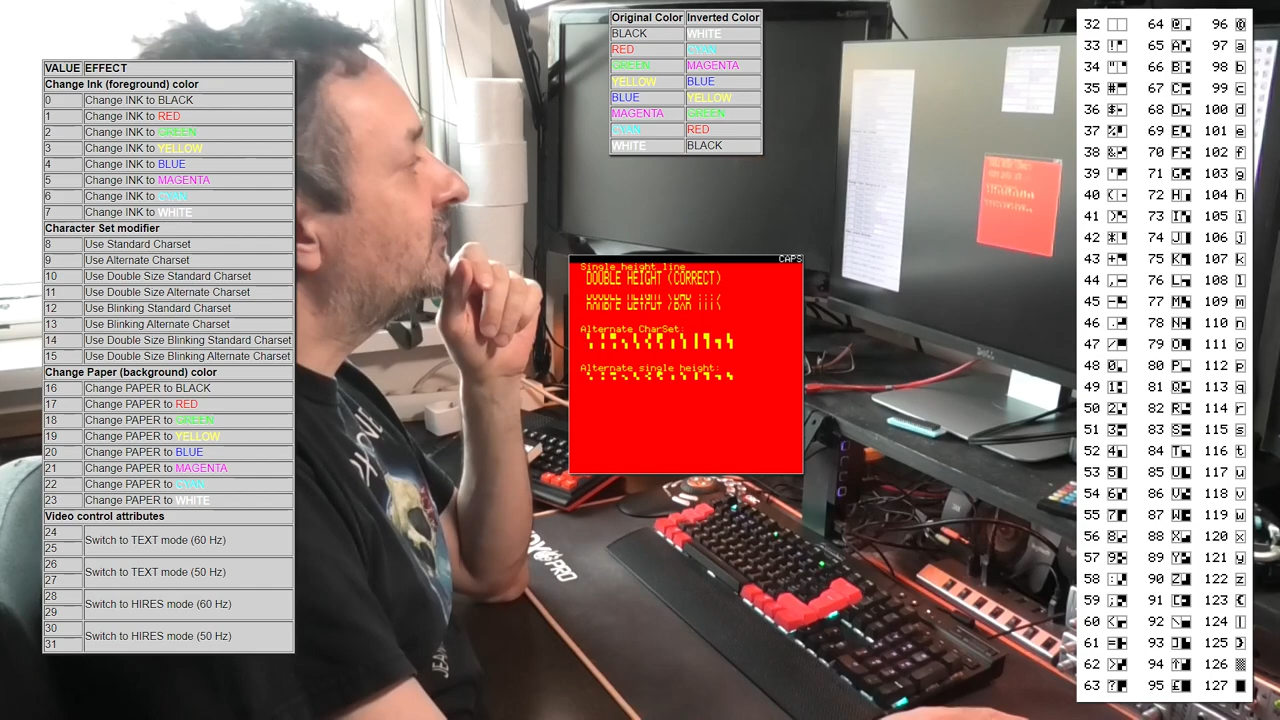 VALUE EFFECT
Change Ink (foreground) color
0 Change INK to BLACK
1 Change INK to RED
2 Change INK to GREEN
3 Change INK to YELLOW
4 Change INK to BLUE
5 Change INK to MAGENTA
6 Change INK to CYAN
7 Change INK to WHITE
8 Use Standard Charset
9 Use Alternate Charset
10 Use Double Size Standard Charset
11 Use Double Size Alternate Charset
12 Use Blinking Standard Charset
13 Use Blinking Alternate Charset
14 Use Double Size Blinking Standard Charset
15 Use Double Size Blinking Alternate Charset
Change Paper (background) color
16 Change PAPER to BLACK
17 Change PAPER to RED
18 Change PAPER to GREEN
19 Change PAPER to YELLOW
20 Change PAPER to BLUE
21 Change PAPER to MAGENTA
22 Change PAPER to CYAN
23 Change PAPER to WHITE
Video control attributes
24
25 Switch to TEXT mode (60 Hz)
26
27 Switch to TEXT mode (50 Hz)
28
29 Switch to HIRES mode (60 Hz)
30
31 Switch to HIRES mode (50 Hz)
Original Color Inverted Color
BLACK WHITE
RED CYAN
GREEN MAGENTA
YELLOW BLUE
BLUE YELLOW
MAGENTA GREEN
CYAN RED
WHITE BLACK
CAPS
Single height line
DOUBLE HEIGHT (CORRECT)
Alternate CharSet:
Alternate single height:
32 64 @ 96 ©
33 ! 65 A 97 a
34 " 66 B 98 b
35 # 67 C 99 c
36 $ 68 D 100 d
37 % 69 E 101 e
38 & 70 F 102 f
39 ' 71 G 103 g
40 ( 72 H 104 h
41 ) 73 I 105 i
42 * 74 J 106 j
43 + 75 K 107 k
44 , 76 L 108 l
45 - 77 M 109 m
46 . 78 N 110 n
47 / 79 O 111 o
48 0 80 P 112 p
49 1 81 Q 113 q
50 2 82 R 114 r
51 3 83 S 115 s
52 4 84 T 116 t
53 5 85 U 117 u
54 6 86 V 118 v
55 7 87 W 119 w
56 8 88 X 120 x
57 9 89 Y 121 y
58 : 90 Z 122 z
59 ; 91 [ 123 {
60 < 92 \ 124 |
61 = 93 ] 125 }
62 > 94 ↑ 126
63 ? 95 £ 127